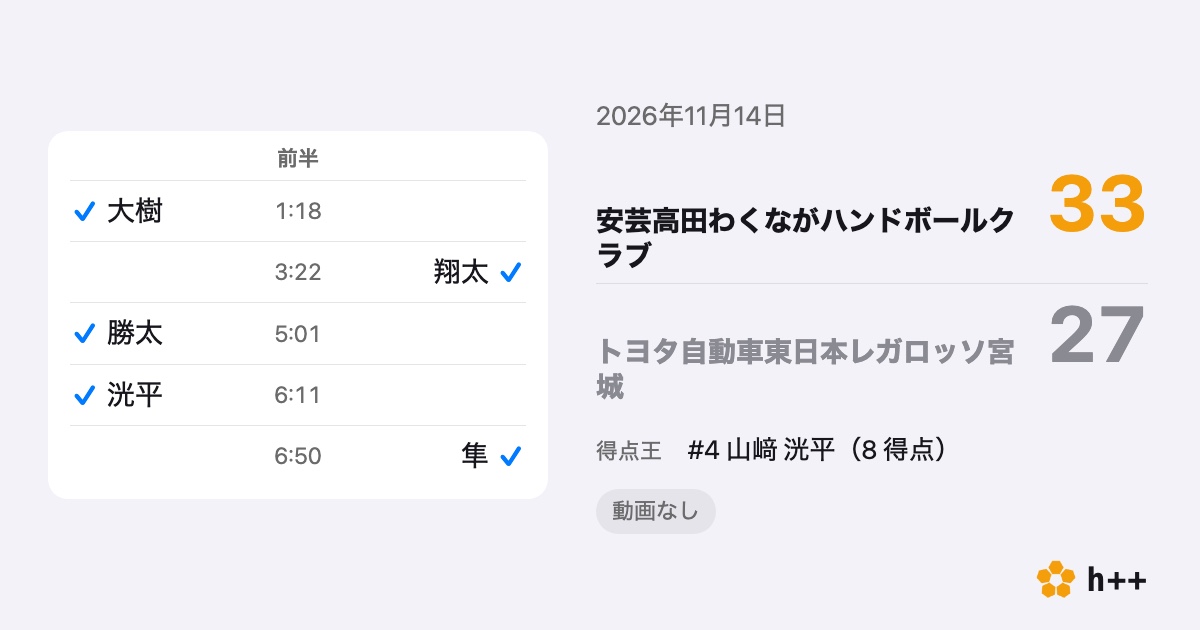 前半
大樹 1:18
3:22 翔太
勝太 5:01
洸平 6:11
6:50 隼
2026年11月14日
安芸高田わくながハンドボールク
ラブ
33
トヨタ自動車東日本レガロッソ宮
城
27
得点王 #4 山﨑 洸平（8 得点）
動画なし
h++